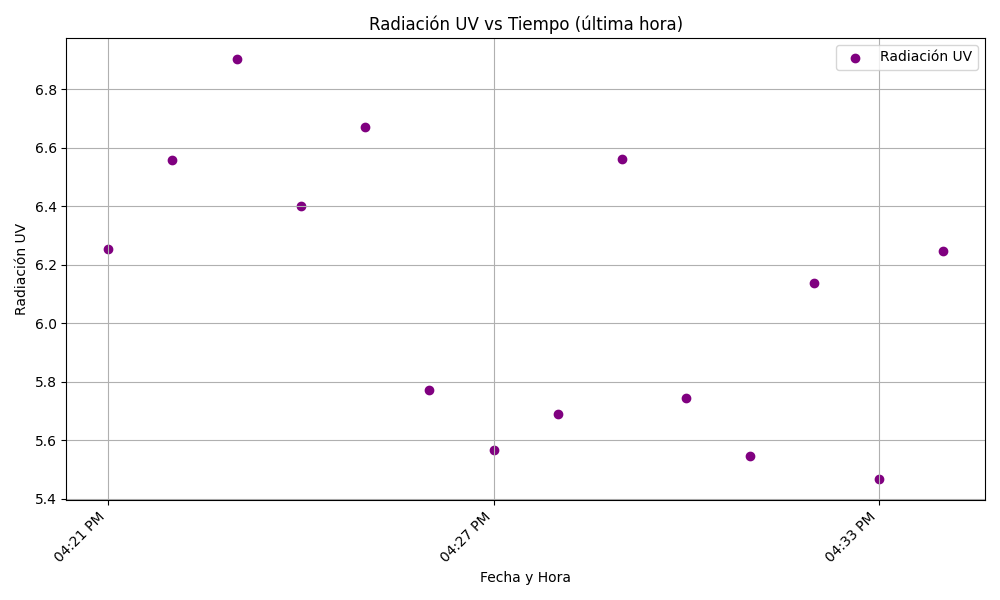 Radiación UV vs Tiempo (última hora)
Radiación UV
Radiación UV
6.8
6.6
6.4
6.2
6.0
5.8
5.6
5.4
04:21 PM
04:27 PM
04:33 PM
Fecha y Hora